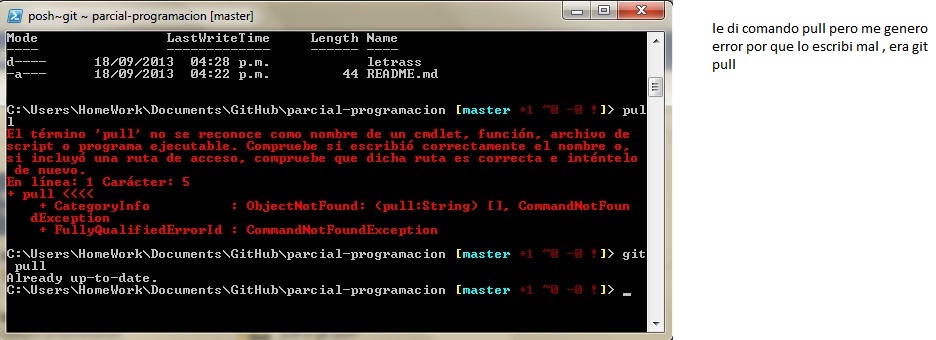 posh~git ~ parcial-programacion [master]
Mode                LastWriteTime     Length Name
----                -------------     ------ ----
d----        18/09/2013  04:28 p.m.            letrass
-a---        18/09/2013  04:22 p.m.         44 README.md
C:\Users\HomeWork\Documents\GitHub\parcial-programacion [master +1 ~0 -0 !]> pul
l
El término 'pull' no se reconoce como nombre de un cmdlet, función, archivo de
script o programa ejecutable. Compruebe si escribió correctamente el nombre o,
si incluyó una ruta de acceso, compruebe que dicha ruta es correcta e inténtelo
de nuevo.
En línea: 1 Carácter: 5
+ pull <<<<
+ CategoryInfo          : ObjectNotFound: (pull:String) [], CommandNotFoun
dException
+ FullyQualifiedErrorId : CommandNotFoundException
C:\Users\HomeWork\Documents\GitHub\parcial-programacion [master +1 ~0 -0 !]> git
pull
Already up-to-date.
C:\Users\HomeWork\Documents\GitHub\parcial-programacion [master +1 ~0 -0 !]> _
le di comando pull pero me genero
error por que lo escribi mal , era git
pull